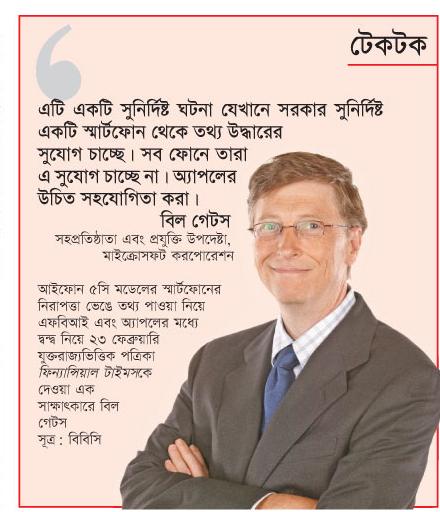 টেকটক
এটি একটি সুনির্দিষ্ট ঘটনা যেখানে সরকার সুনির্দিষ্ট
একটি স্মার্টফোন থেকে তথ্য উদ্ধারের
সুযোগ চাচ্ছে। সব ফোনে তারা
এ সুযোগ চাচ্ছে না। অ্যাপলের
উচিত সহযোগিতা করা।
বিল গেটস
সহপ্রতিষ্ঠাতা এবং প্রযুক্তি উপদেষ্টা,
মাইক্রোসফট করপোরেশন
আইফোন ৫সি মডেলের স্মার্টফোনের
নিরাপত্তা ভেঙে তথ্য পাওয়া নিয়ে
এফবিআই এবং অ্যাপলের মধ্যে
দ্বন্দ্ব নিয়ে ২৩ ফেব্রুয়ারি
যুক্তরাজ্যভিত্তিক পত্রিকা
ফিন্যান্সিয়াল টাইমসকে
দেওয়া এক
সাক্ষাৎকারে বিল
গেটস
সূত্র : বিবিসি